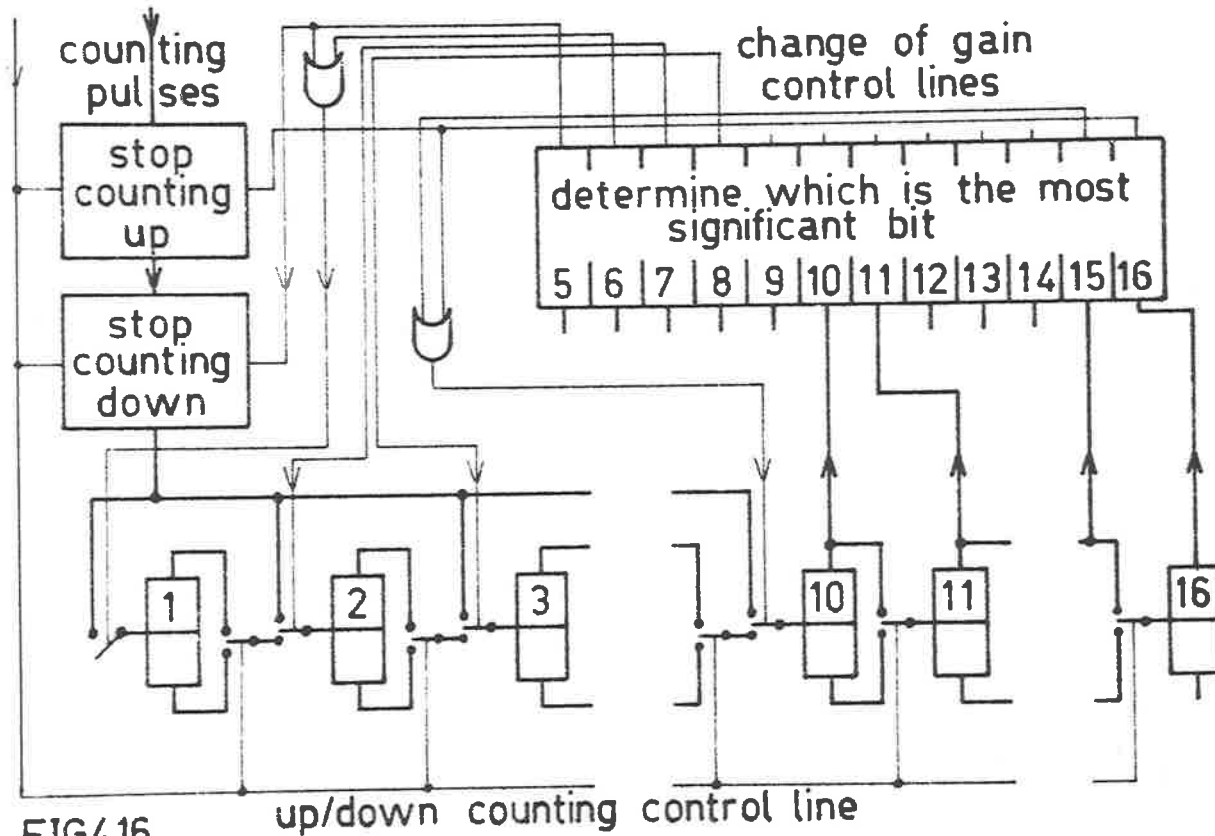 counting
pulses
change of gain
control lines
stop
counting
up
determine which is the most
significant bit
5 6 7 8 9 10 11 12 13 14 15 16
stop
counting
down
1 2 3 10 11 16
up/down counting control line
FIG4.16